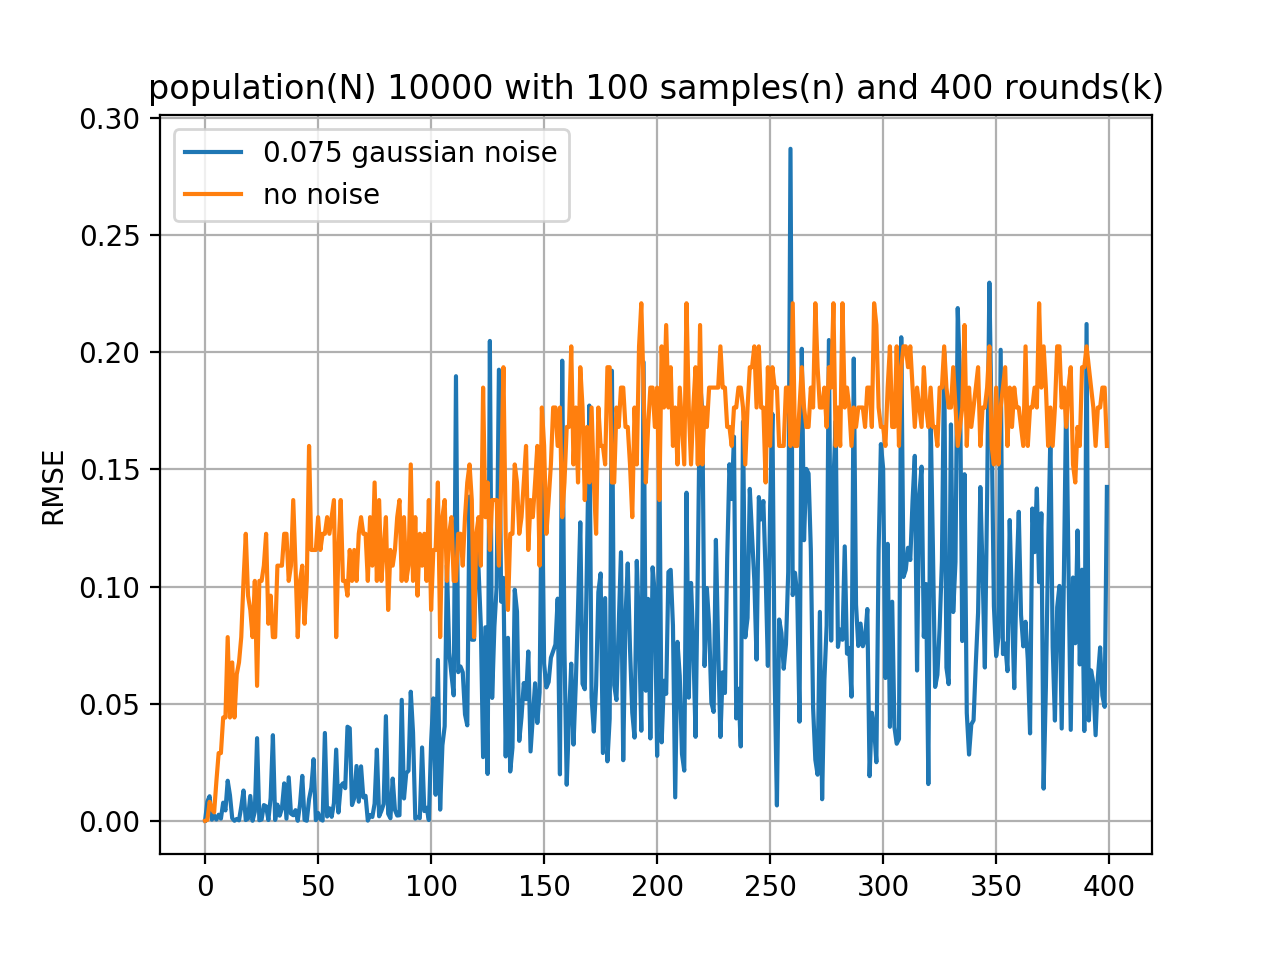 population(N) 10000 with 100 samples(n) and 400 rounds(k)
0.30
0.075 gaussian noise
no noise
0.25
0.20
0.15
RMSE
0.10
0.05
0.00
0 50 100 150 200 250 300 350 400